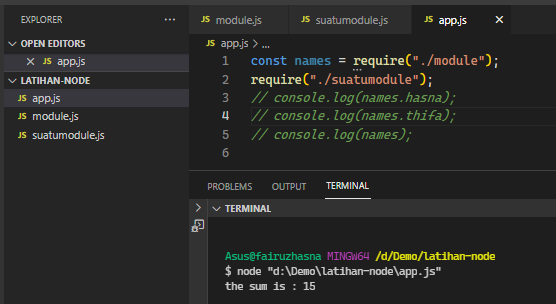 EXPLORER
OPEN EDITORS
JS app.js
LATIHAN-NODE
JS app.js
JS module.js
JS suatumodule.js
JS module.js JS suatumodule.js JS app.js
JS app.js > ...
1 const names = require("./module");
2 require("./suatumodule");
3 // console.log(names.hasna);
4 // console.log(names.thifa);
5 // console.log(names);
6
PROBLEMS OUTPUT TERMINAL
TERMINAL
Asus@fairuzhasna MINGW64 /d/Demo/latihan-node
$ node "d:\Demo\latihan-node\app.js"
the sum is : 15